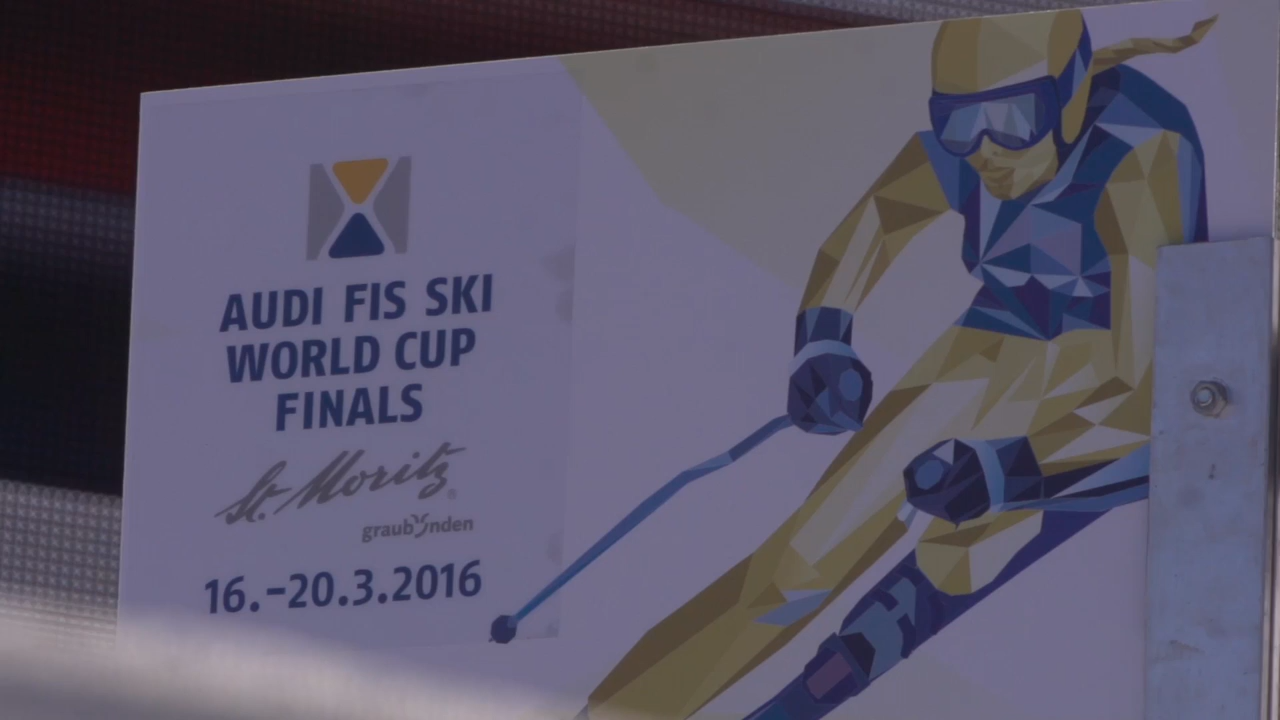 AUDI FIS SKI
WORLD CUP
FINALS
St. Moritz®
graubünden
16.–20.3.2016